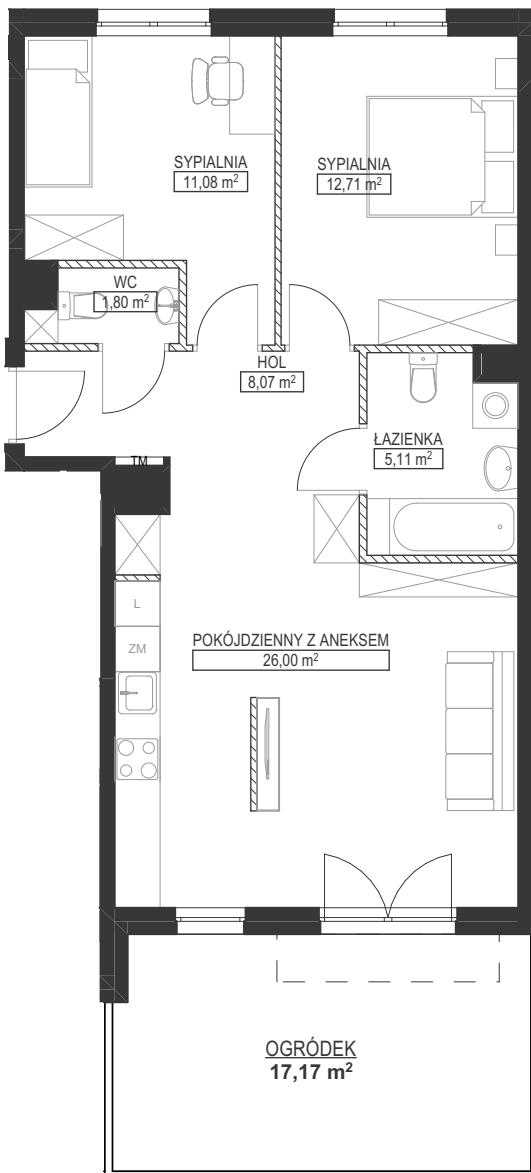 SYPIALNIA
11,08 m²
SYPIALNIA
12,71 m²
WC
1,80 m²
HOL
8,07 m²
ŁAZIENKA
5,11 m²
TM
L
ZM
POKÓJDZIENNY Z ANEKSEM
26,00 m²
OGRÓDEK
17,17 m²